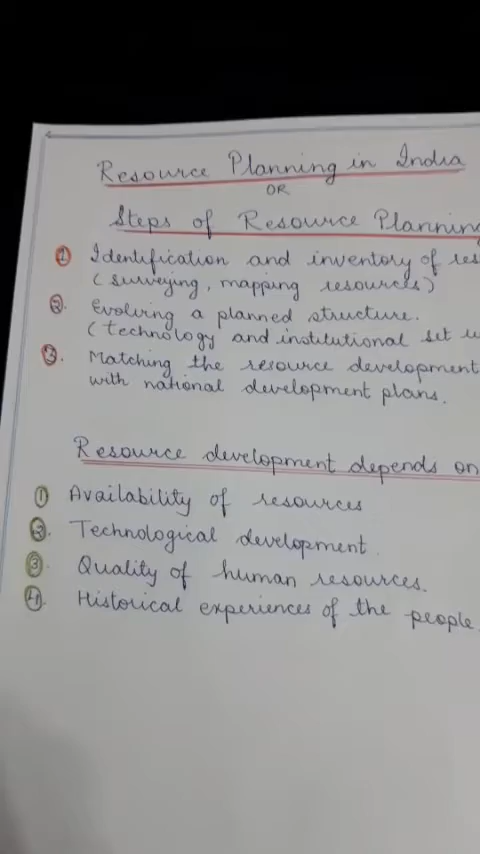 Resource Planning in India
OR
Steps of Resource Planning
1 Identification and inventory of res
(surveying, mapping resources)
2. Evolving a planned structure.
(technology and institutional set u
3. Matching the resource development
with national development plans.
Resource development depends on
1 Availability of resources
2. Technological development.
3 Quality of human resources.
4. Historical experiences of the people.